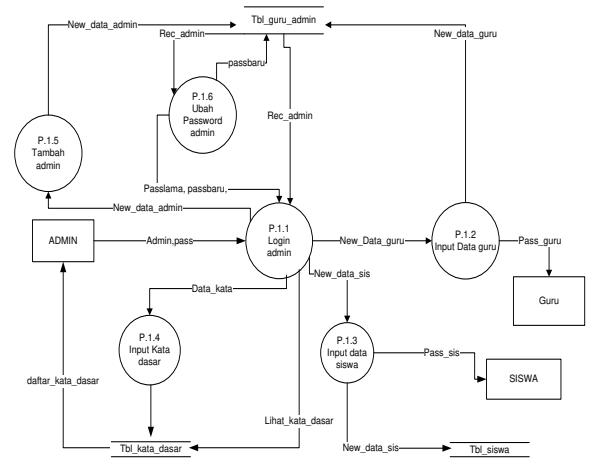 New_data_admin
Tbl_guru_admin
New_data_guru
Rec_admin
passbaru
P.1.6
Ubah
Password
admin
Rec_admin
P.1.5
Tambah
admin
Passlama, passbaru,
New_data_admin
ADMIN
Admin,pass
P.1.1
Login
admin
New_Data_guru
P.1.2
Input Data guru
Pass_guru
Guru
New_data_sis
Data_kata
P.1.4
Input Kata
dasar
P.1.3
Input data
siswa
Pass_sis
SISWA
daftar_kata_dasar
Lihat_kata_dasar
Tbl_kata_dasar
New_data_sis
Tbl_siswa